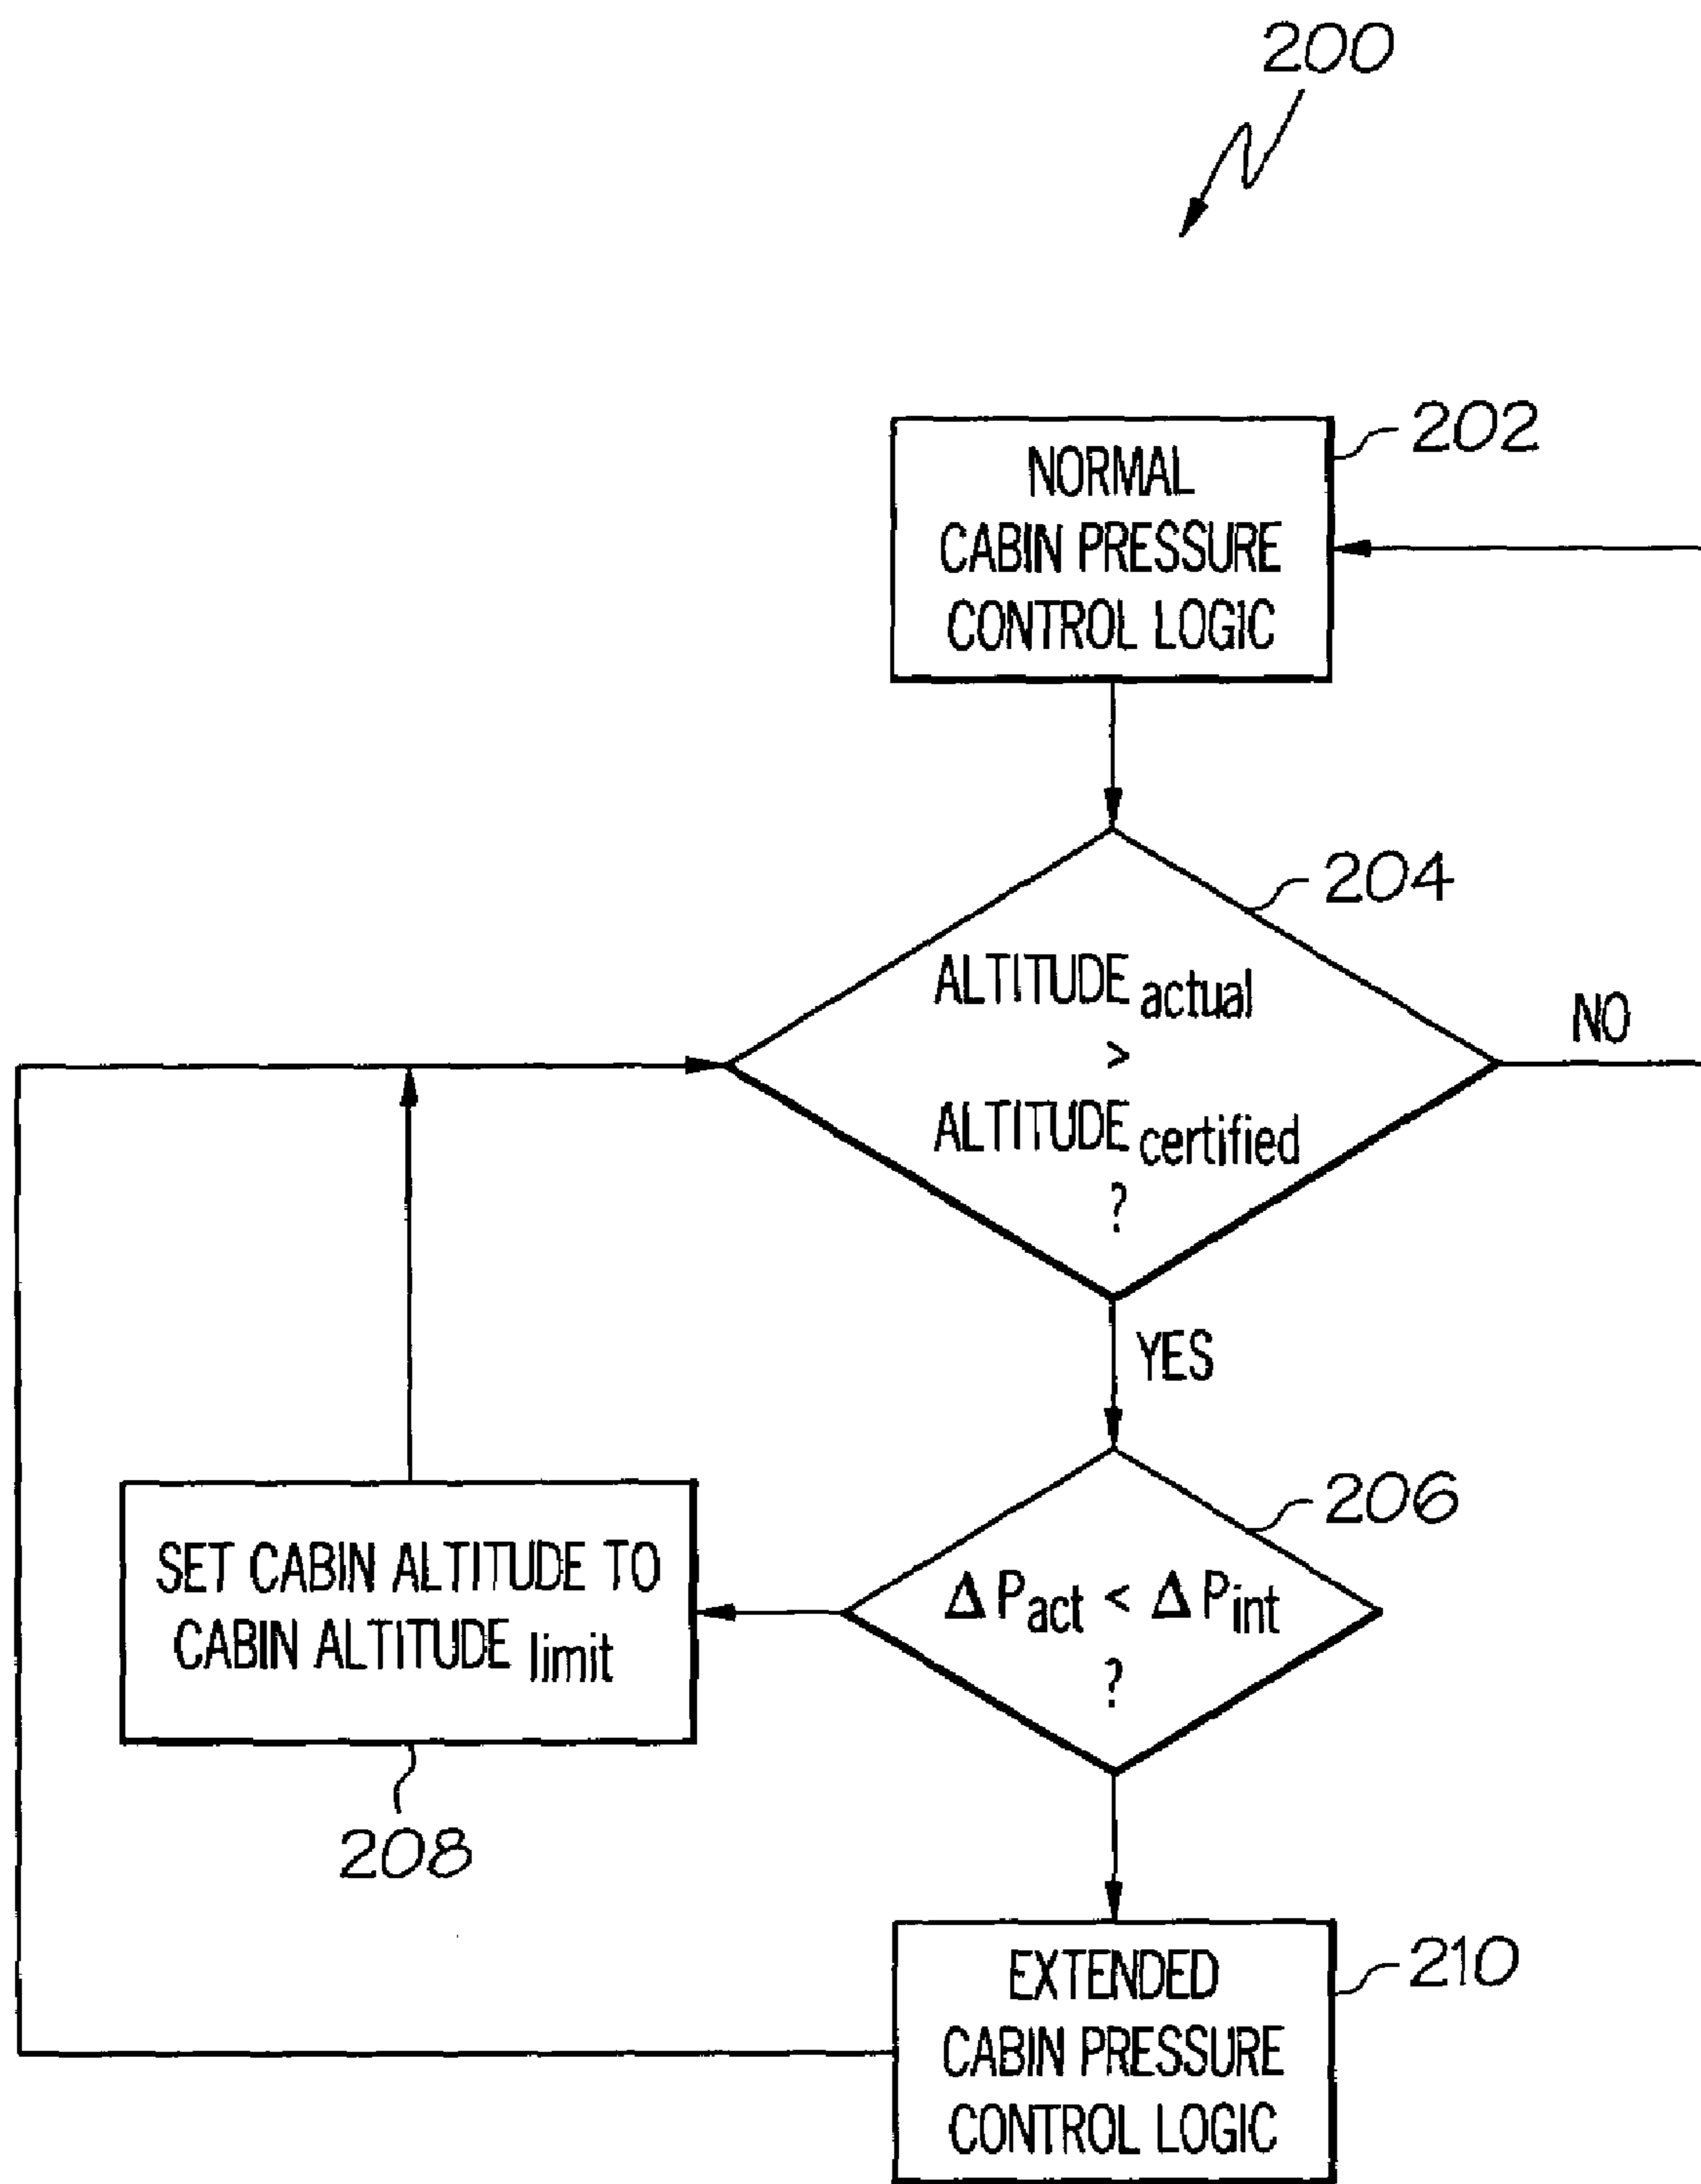 200
202
NORMAL
CABIN PRESSURE
CONTROL LOGIC
204
ALTITUDE actual
>
ALTITUDE certified
?
NO
YES
206
ΔPact < ΔPint
?
SET CABIN ALTITUDE TO
CABIN ALTITUDE limit
208
210
EXTENDED
CABIN PRESSURE
CONTROL LOGIC